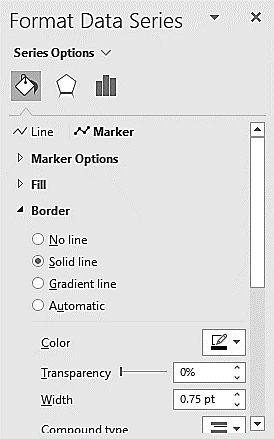 Format Data Series
Series Options
Line Marker
Marker Options
Fill
Border
No line
Solid line
Gradient line
Automatic
Color
Transparency 0%
Width 0.75 pt
Compound type